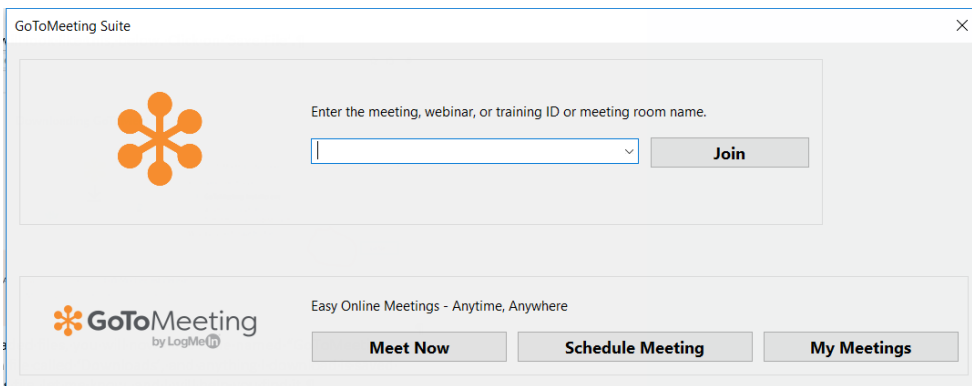 GoToMeeting Suite
Enter the meeting, webinar, or training ID or meeting room name.
Join
Easy Online Meetings - Anytime, Anywhere
GoToMeeting
by LogMeIn
Meet Now
Schedule Meeting
My Meetings